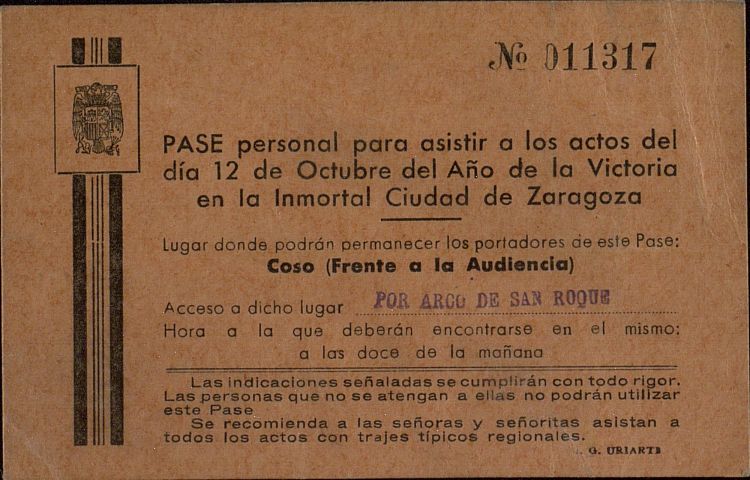 № 011317
PASE personal para asistir a los actos del
día 12 de Octubre del Año de la Victoria
en la Inmortal Ciudad de Zaragoza
Lugar donde podrán permanecer los portadores de este Pase:
Coso (Frente a la Audiencia)
Acceso a dicho lugar POR ARCO DE SAN ROQUE
Hora a la que deberán encontrarse en el mismo:
a las doce de la mañana
Las indicaciones señaladas se cumplirán con todo rigor.
Las personas que no se atengan a ellas no podrán utilizar
este Pase
Se recomienda a las señoras y señoritas asistan a
todos los actos con trajes típicos regionales.
G. URIARTE